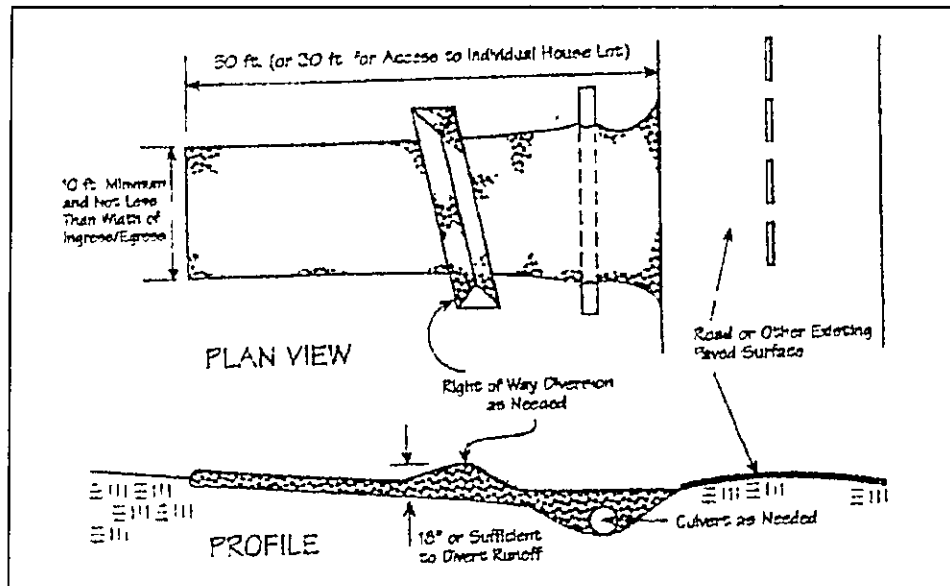 50 ft. (or 30 ft. for Access to Individual House Lot)
10 ft. Minimum
and Not Less
Than Width of
Ingress/Egress
PLAN VIEW
Right of Way Diversion
as Needed
Road or Other Existing
Paved Surface
18" or Sufficient
to Divert Runoff
Culvert as Needed
PROFILE